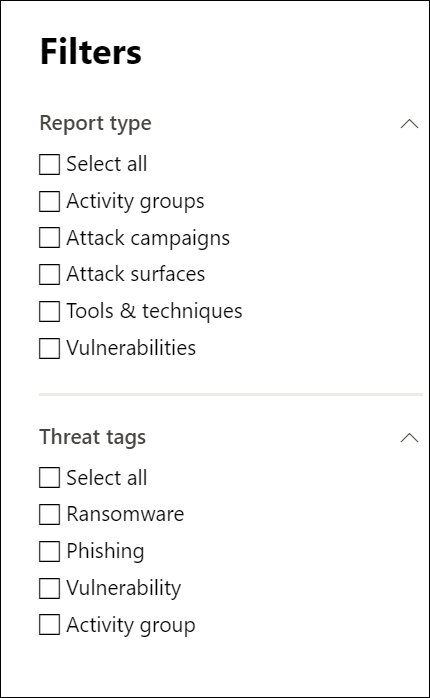 Filters
Report type
Select all
Activity groups
Attack campaigns
Attack surfaces
Tools & techniques
Vulnerabilities
Threat tags
Select all
Ransomware
Phishing
Vulnerability
Activity group